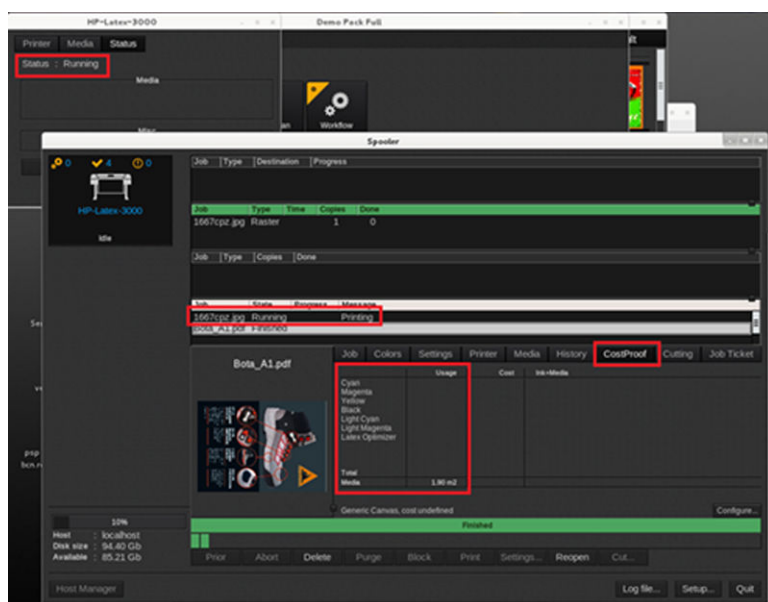 HP-Latex-3000
Demo Pack Full
Printer Media Status
Status : Running
Media
Workflow
Spooler
0 4 0
HP-Latex-3000
Idle
Job Type Destination Progress
Job Type Time Copies Done
1667cpz.jpg Raster 1 0
Job Type Copies Done
Job State Progress Message
1667cpz.jpg Running Printing
Bota_A1.pdf Finished
Bota_A1.pdf
Job Colors Settings Printer Media History CostProof Cutting Job Ticket
Usage Cost Ink+Media
Cyan
Magenta
Yellow
Black
Light Cyan
Light Magenta
Latex Optimizer
Total
Media 1.90 m2
Generic Canvas, cost undefined Configure...
10%
Finished
Host : localhost
Disk size : 94.40 Gb
Available : 85.21 Gb
Prior Abort Delete Purge Block Print Settings... Reopen Cut...
Host Manager
Log file... Setup... Quit